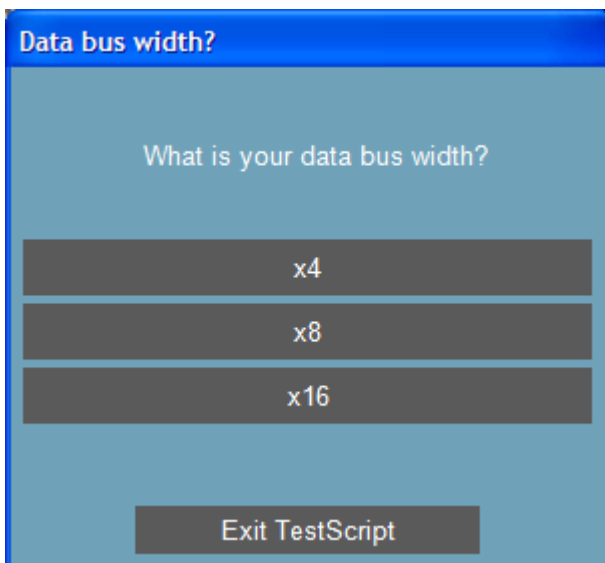 Data bus width?
What is your data bus width?
x4
x8
x16
Exit TestScript